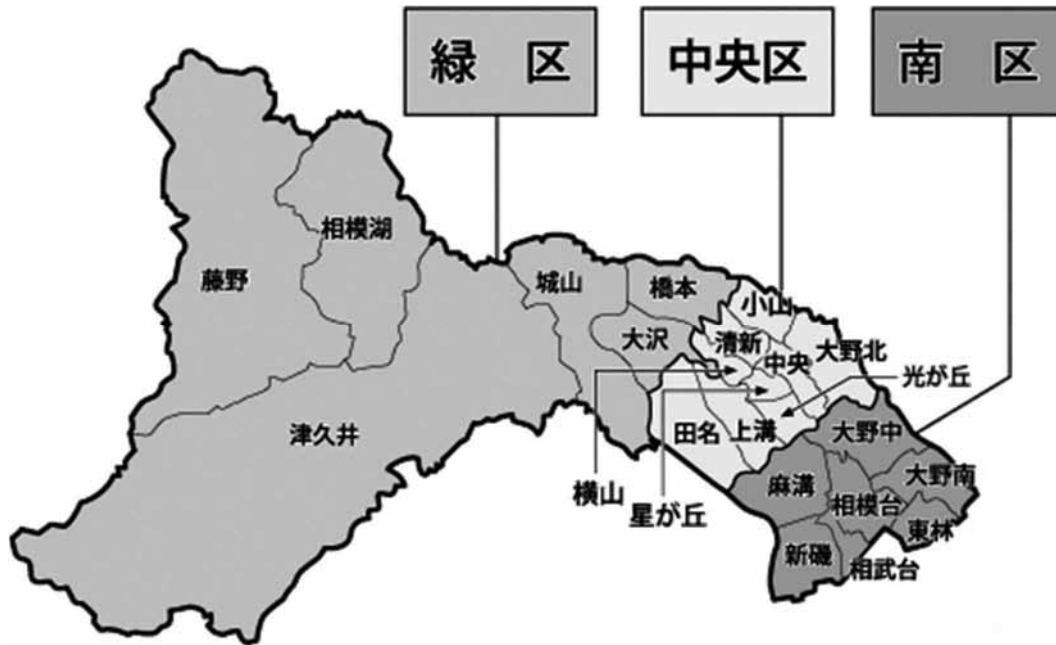 緑 区
中央区
南 区
相模湖
藤野
城山
橋本
小山
大沢
清新
中央
大野北
光が丘
津久井
田名
上溝
大野中
横山
星が丘
麻溝
相模台
大野南
東林
新磯
相武台